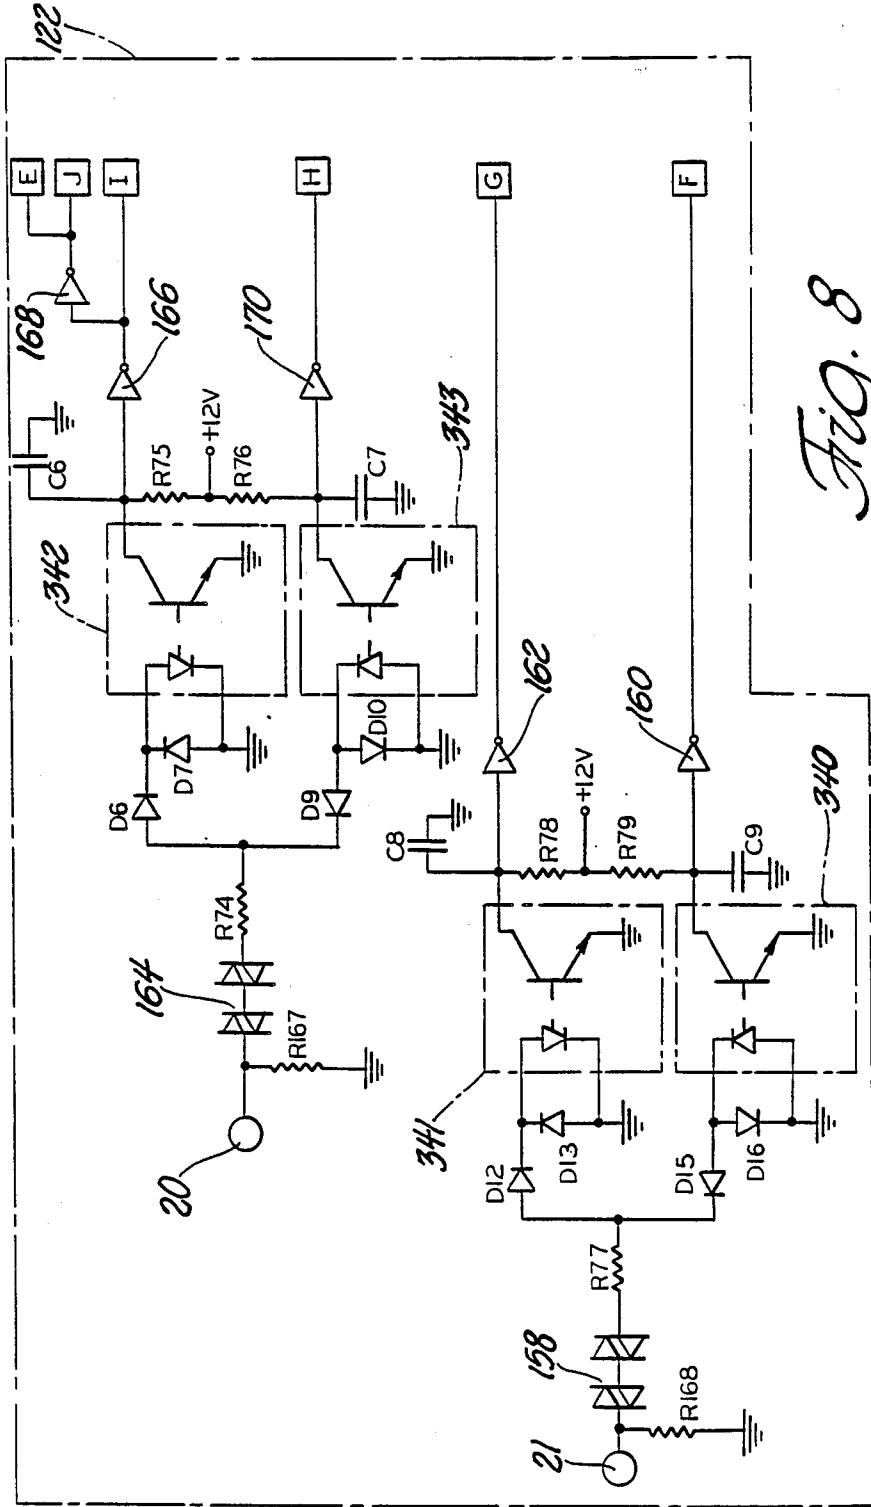 122
E
J
I
H
G
F
168
166
170
C6
R75
+12V
R76
C7
343
342
D6
D7
D9
D10
R74
164
R167
20
162
160
C8
R78
+12V
R79
C9
340
341
D12
D13
D15
D16
R77
158
R168
21
Fig. 8